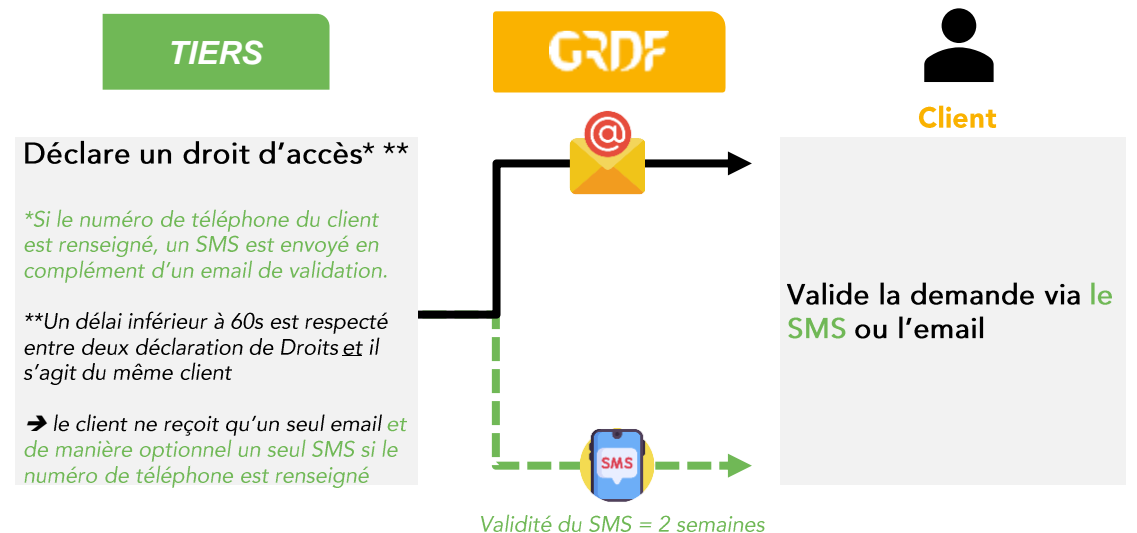 TIERS
GRDF
Client
Déclare un droit d'accès* **
*Si le numéro de téléphone du client
est renseigné, un SMS est envoyé en
complément d'un email de validation.
**Un délai inférieur à 60s est respecté
entre deux déclaration de Droits et il
s'agit du même client
➔ le client ne reçoit qu'un seul email et
de manière optionnel un seul SMS si le
numéro de téléphone est renseigné
@
SMS
Validité du SMS = 2 semaines
Valide la demande via le
SMS ou l'email